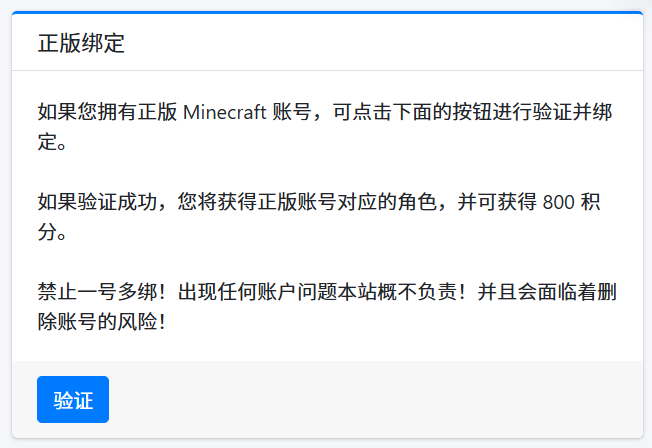 正版绑定
如果您拥有正版 Minecraft 账号，可点击下面的按钮进行验证并绑
定。
如果验证成功，您将获得正版账号对应的角色，并可获得 800 积
分。
禁止一号多绑！出现任何账户问题本站概不负责！并且会面临着删
除账号的风险！
验证